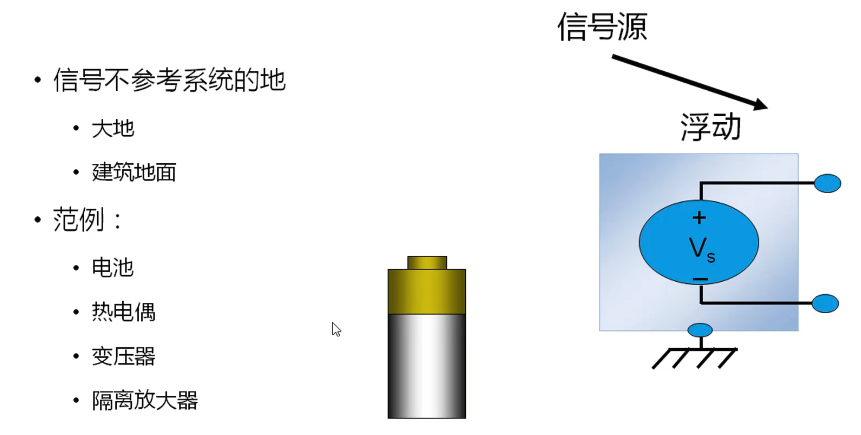 信号源
• 信号不参考系统的地
• 大地
• 建筑地面
• 范例：
• 电池
• 热电偶
• 变压器
• 隔离放大器
浮动
+
Vs
−